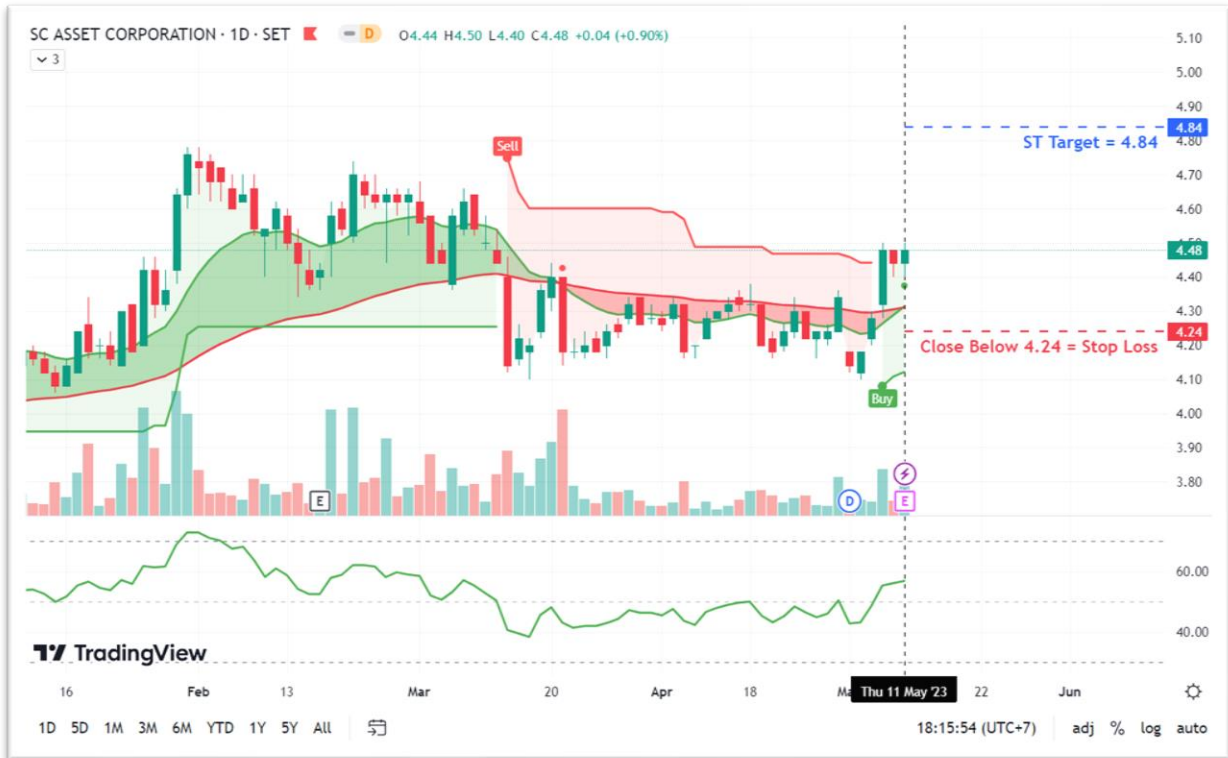 SC ASSET CORPORATION · 1D · SET D O4.44 H4.50 L4.40 C4.48 +0.04 (+0.90%)
3
5.10
5.00
4.90
4.84
4.80
ST Target = 4.84
Sell
4.70
4.60
4.48
4.40
4.30
4.24
Close Below 4.24 = Stop Loss
4.20
4.10
Buy
4.00
3.90
3.80
E D E
60.00
40.00
TradingView
16 Feb 13 Mar 20 Apr 18 Thu 11 May '23 22 Jun
1D 5D 1M 3M 6M YTD 1Y 5Y All 18:15:54 (UTC+7) adj % log auto